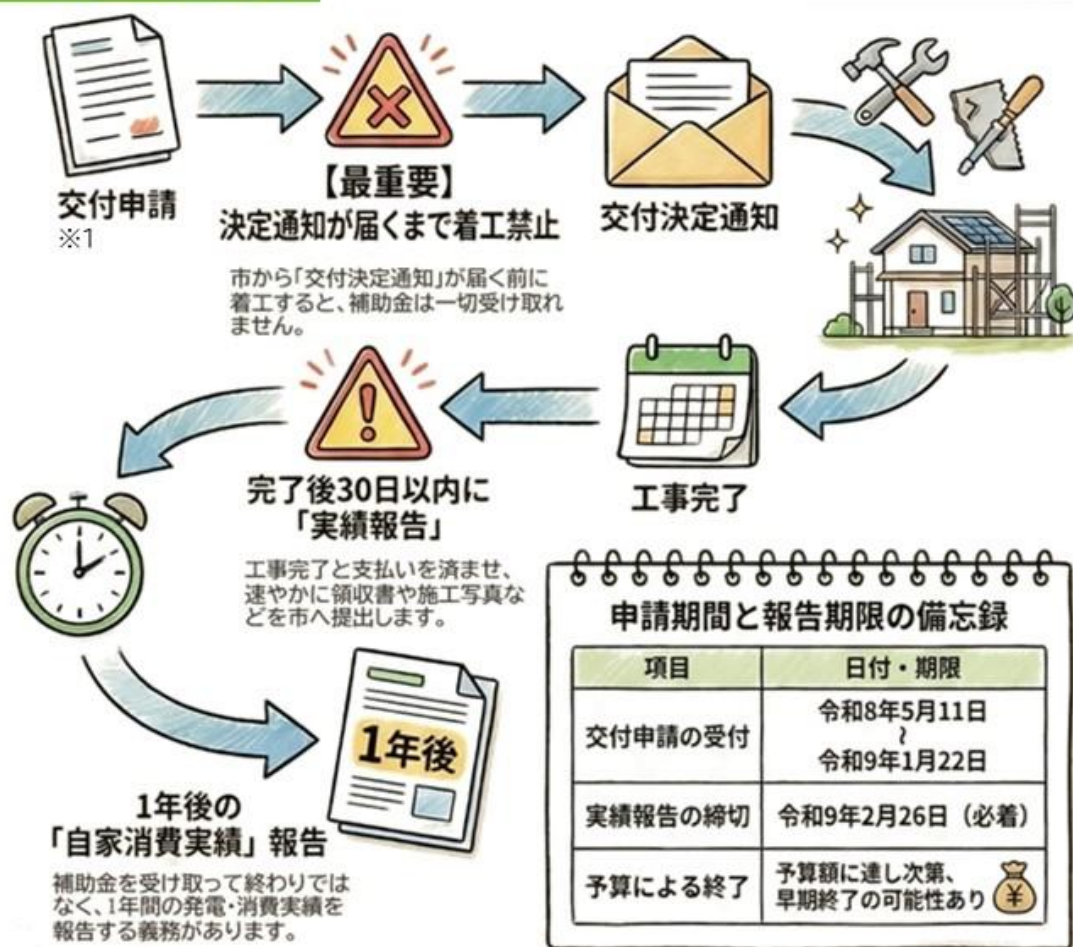 交付申請
※1
【最重要】
決定通知が届くまで着工禁止
市から「交付決定通知」が届く前に
着工すると、補助金は一切受け取れ
ません。
交付決定通知
工事完了
完了後30日以内に
「実績報告」
工事完了と支払いを済ませ、
速やかに領収書や施工写真な
どを市へ提出します。
1年後
1年後の
「自家消費実績」報告
補助金を受け取って終わりでは
なく、1年間の発電・消費実績を
報告する義務があります。
申請期間と報告期限の備忘録
項目 日付・期限
交付申請の受付 令和8年5月11日
~
令和9年1月22日
実績報告の締切 令和9年2月26日（必着）
予算による終了 予算額に達し次第、
早期終了の可能性あり ¥